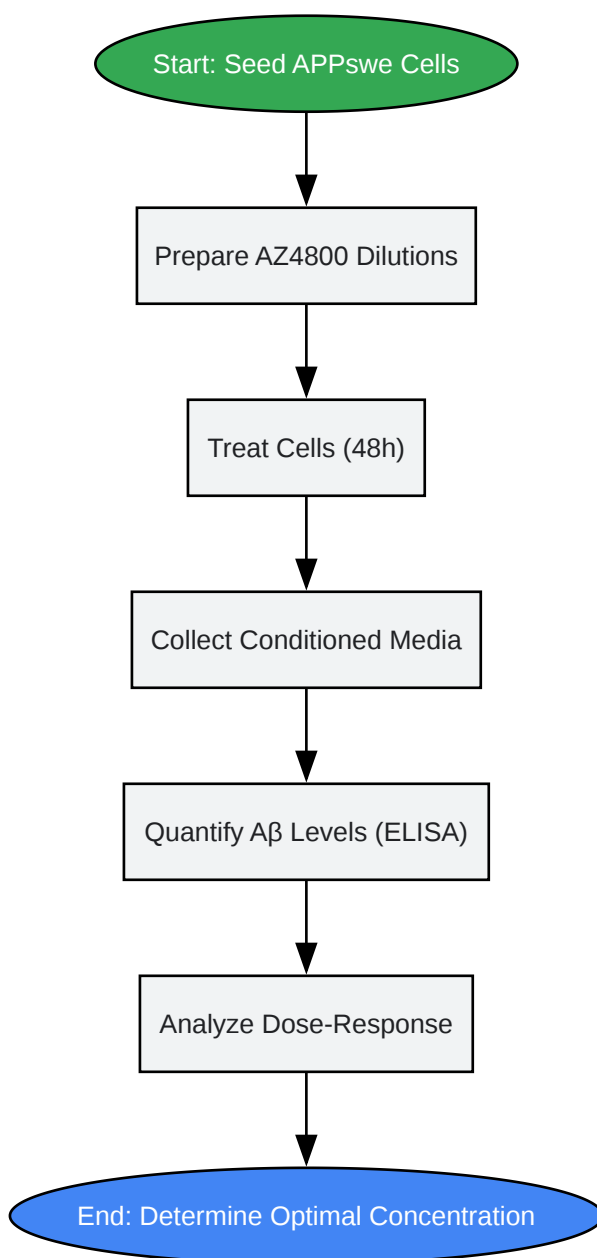 Start: Seed APPswe Cells
Prepare AZ4800 Dilutions
Treat Cells (48h)
Collect Conditioned Media
Quantify Aβ Levels (ELISA)
Analyze Dose-Response
End: Determine Optimal Concentration